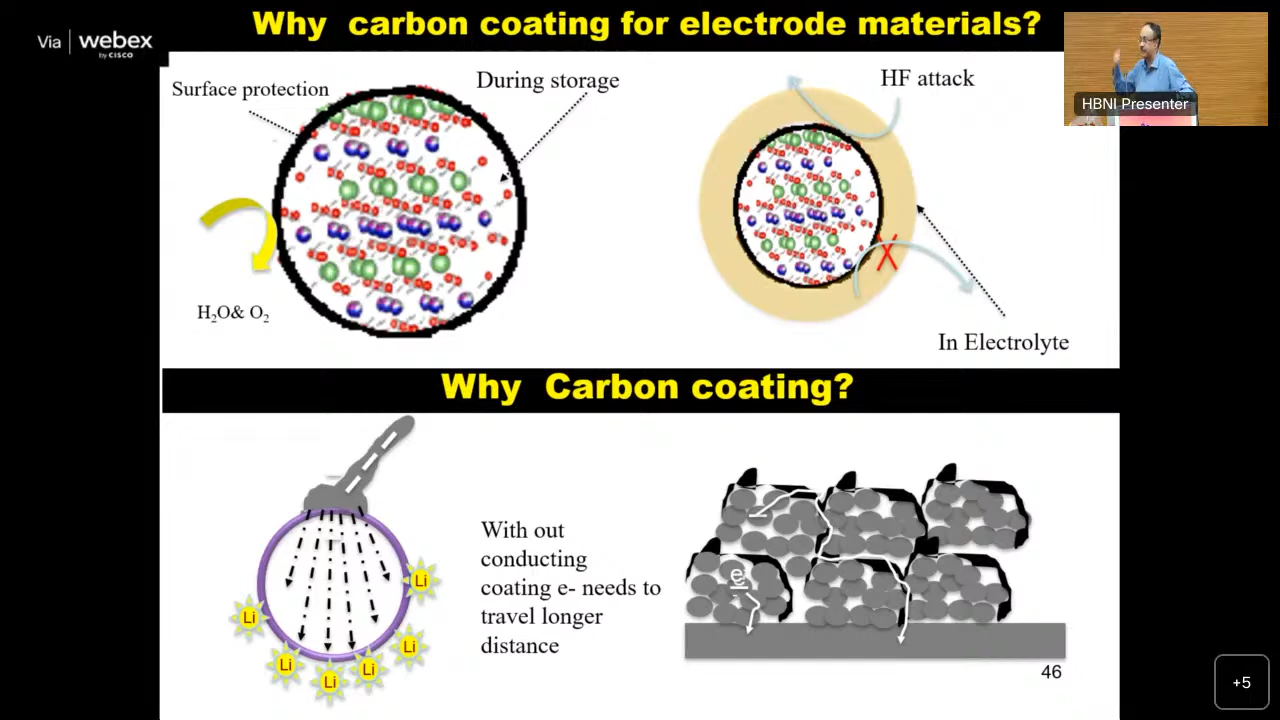 Why carbon coating for electrode materials?
Via | webex
by CISCO
HBNI Presenter
Surface protection
During storage
HF attack
H2O& O2
In Electrolyte
Why Carbon coating?
With out
conducting
coating e- needs to
travel longer
distance
Li
Li
Li
Li
Li
Li
e
46
+5